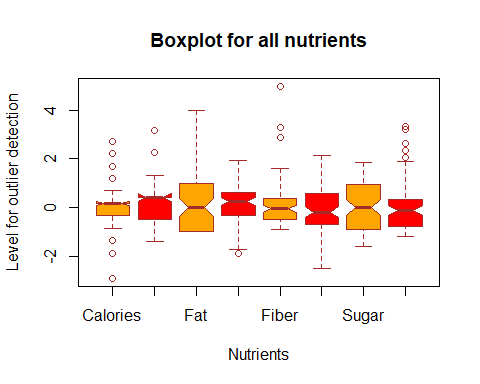 Boxplot for all nutrients
Level for outlier detection
4
2
0
-2
Calories Fat Fiber Sugar
Nutrients